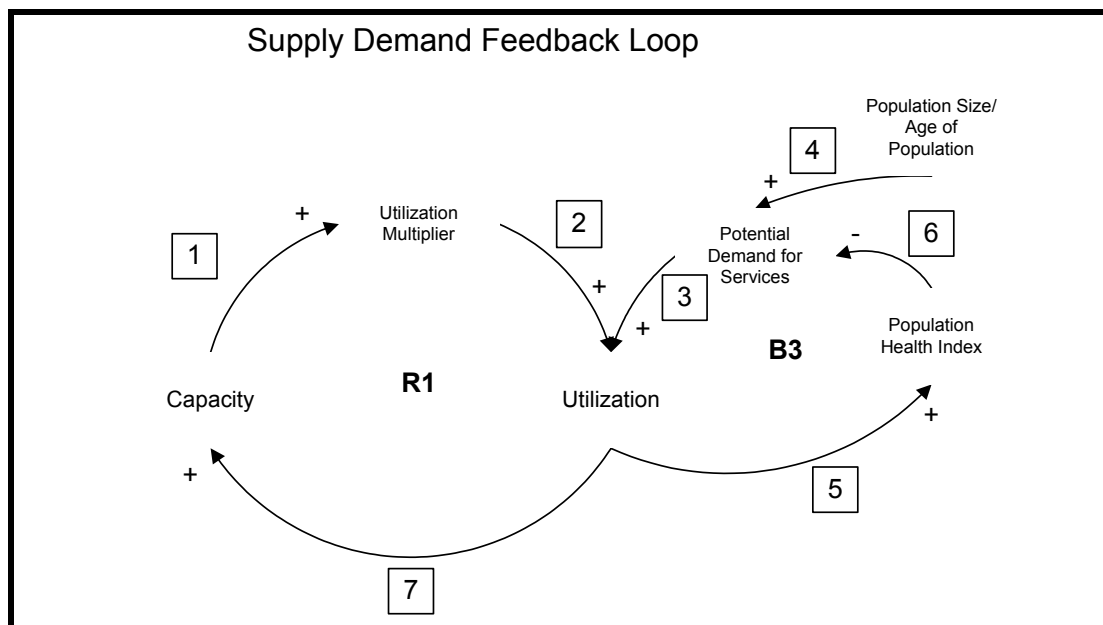 Supply Demand Feedback Loop
Population Size/
Age of
Population
4
+
+
Utilization
Multiplier
2
1
-
6
Potential
Demand for
Services
3
+
+
Population
Health Index
B3
R1
Capacity
Utilization
+
+
5
7